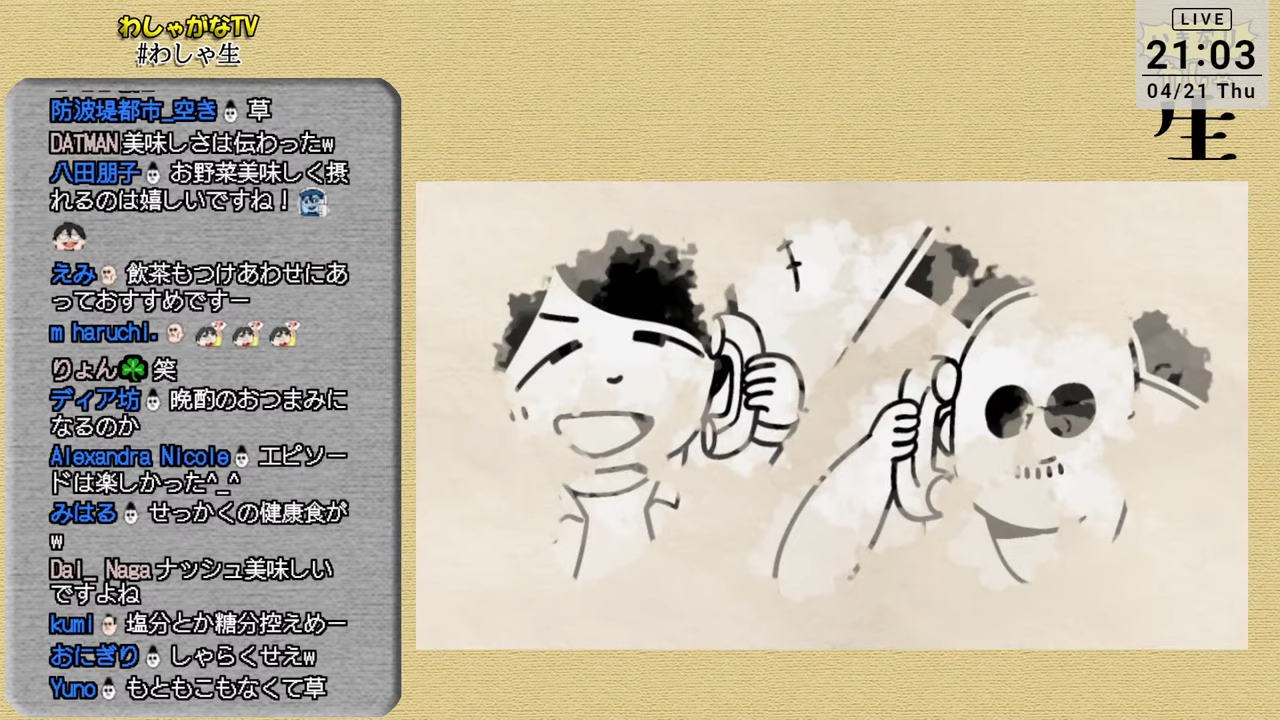 わしゃがなTV
#わしゃ生
防波堤都市_空き 草
DATMAN 美味しさは伝わったw
八田朋子 お野菜美味しく摂
れるのは嬉しいですね！
えみ 飲茶もつけあわせにあ
っておすすめですー
m haruchi.
りょん🍀 笑
ディア坊 晩酌のおつまみに
なるのか
Alexandra Nicole エピソー
ドは楽しかった^_^
みはる せっかくの健康食が
w
Dai_ Naga ナッシュ美味しい
ですよね
kumi 塩分とか糖分控えめー
おにぎり しゃらくせえw
Yuno もともこもなくて草
LIVE
21:03
04/21 Thu
生